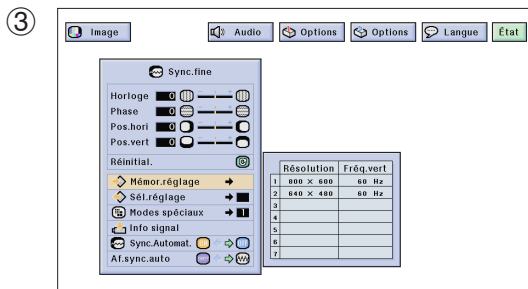 ③
Image Audio Options Options Langue État
Sync.fine
Horloge 0
Phase 0
Pos.hori 0
Pos.vert 0
Réinitial.
Mémor.réglage
Sél.réglage
Modes spéciaux 1
Info signal
Sync.Automat.
Af.sync.auto
Résolution Fréq.vert
1 800 × 600 60 Hz
2 640 × 480 60 Hz
3
4
5
6
7